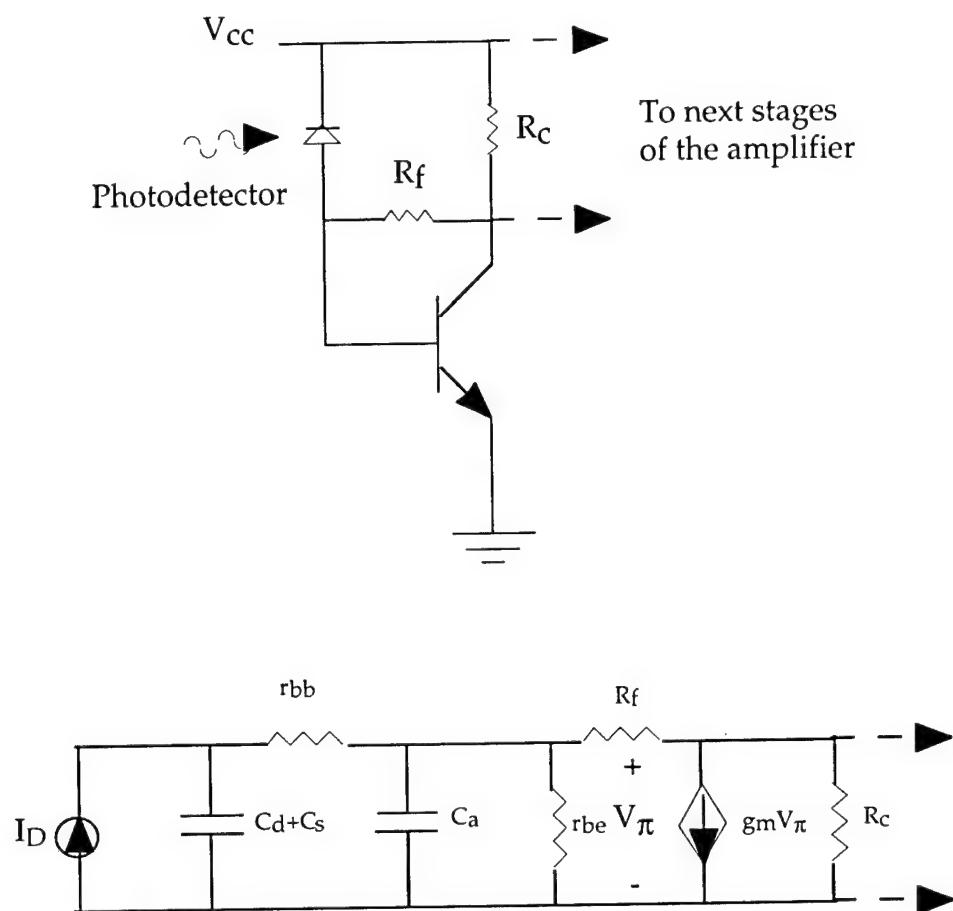 Vcc
To next stages
of the amplifier
Rc
Rf
Photodetector
rbb
Rf
+
ID
Cd+Cs
Ca
rbe
Vπ
gmVπ
Rc
-